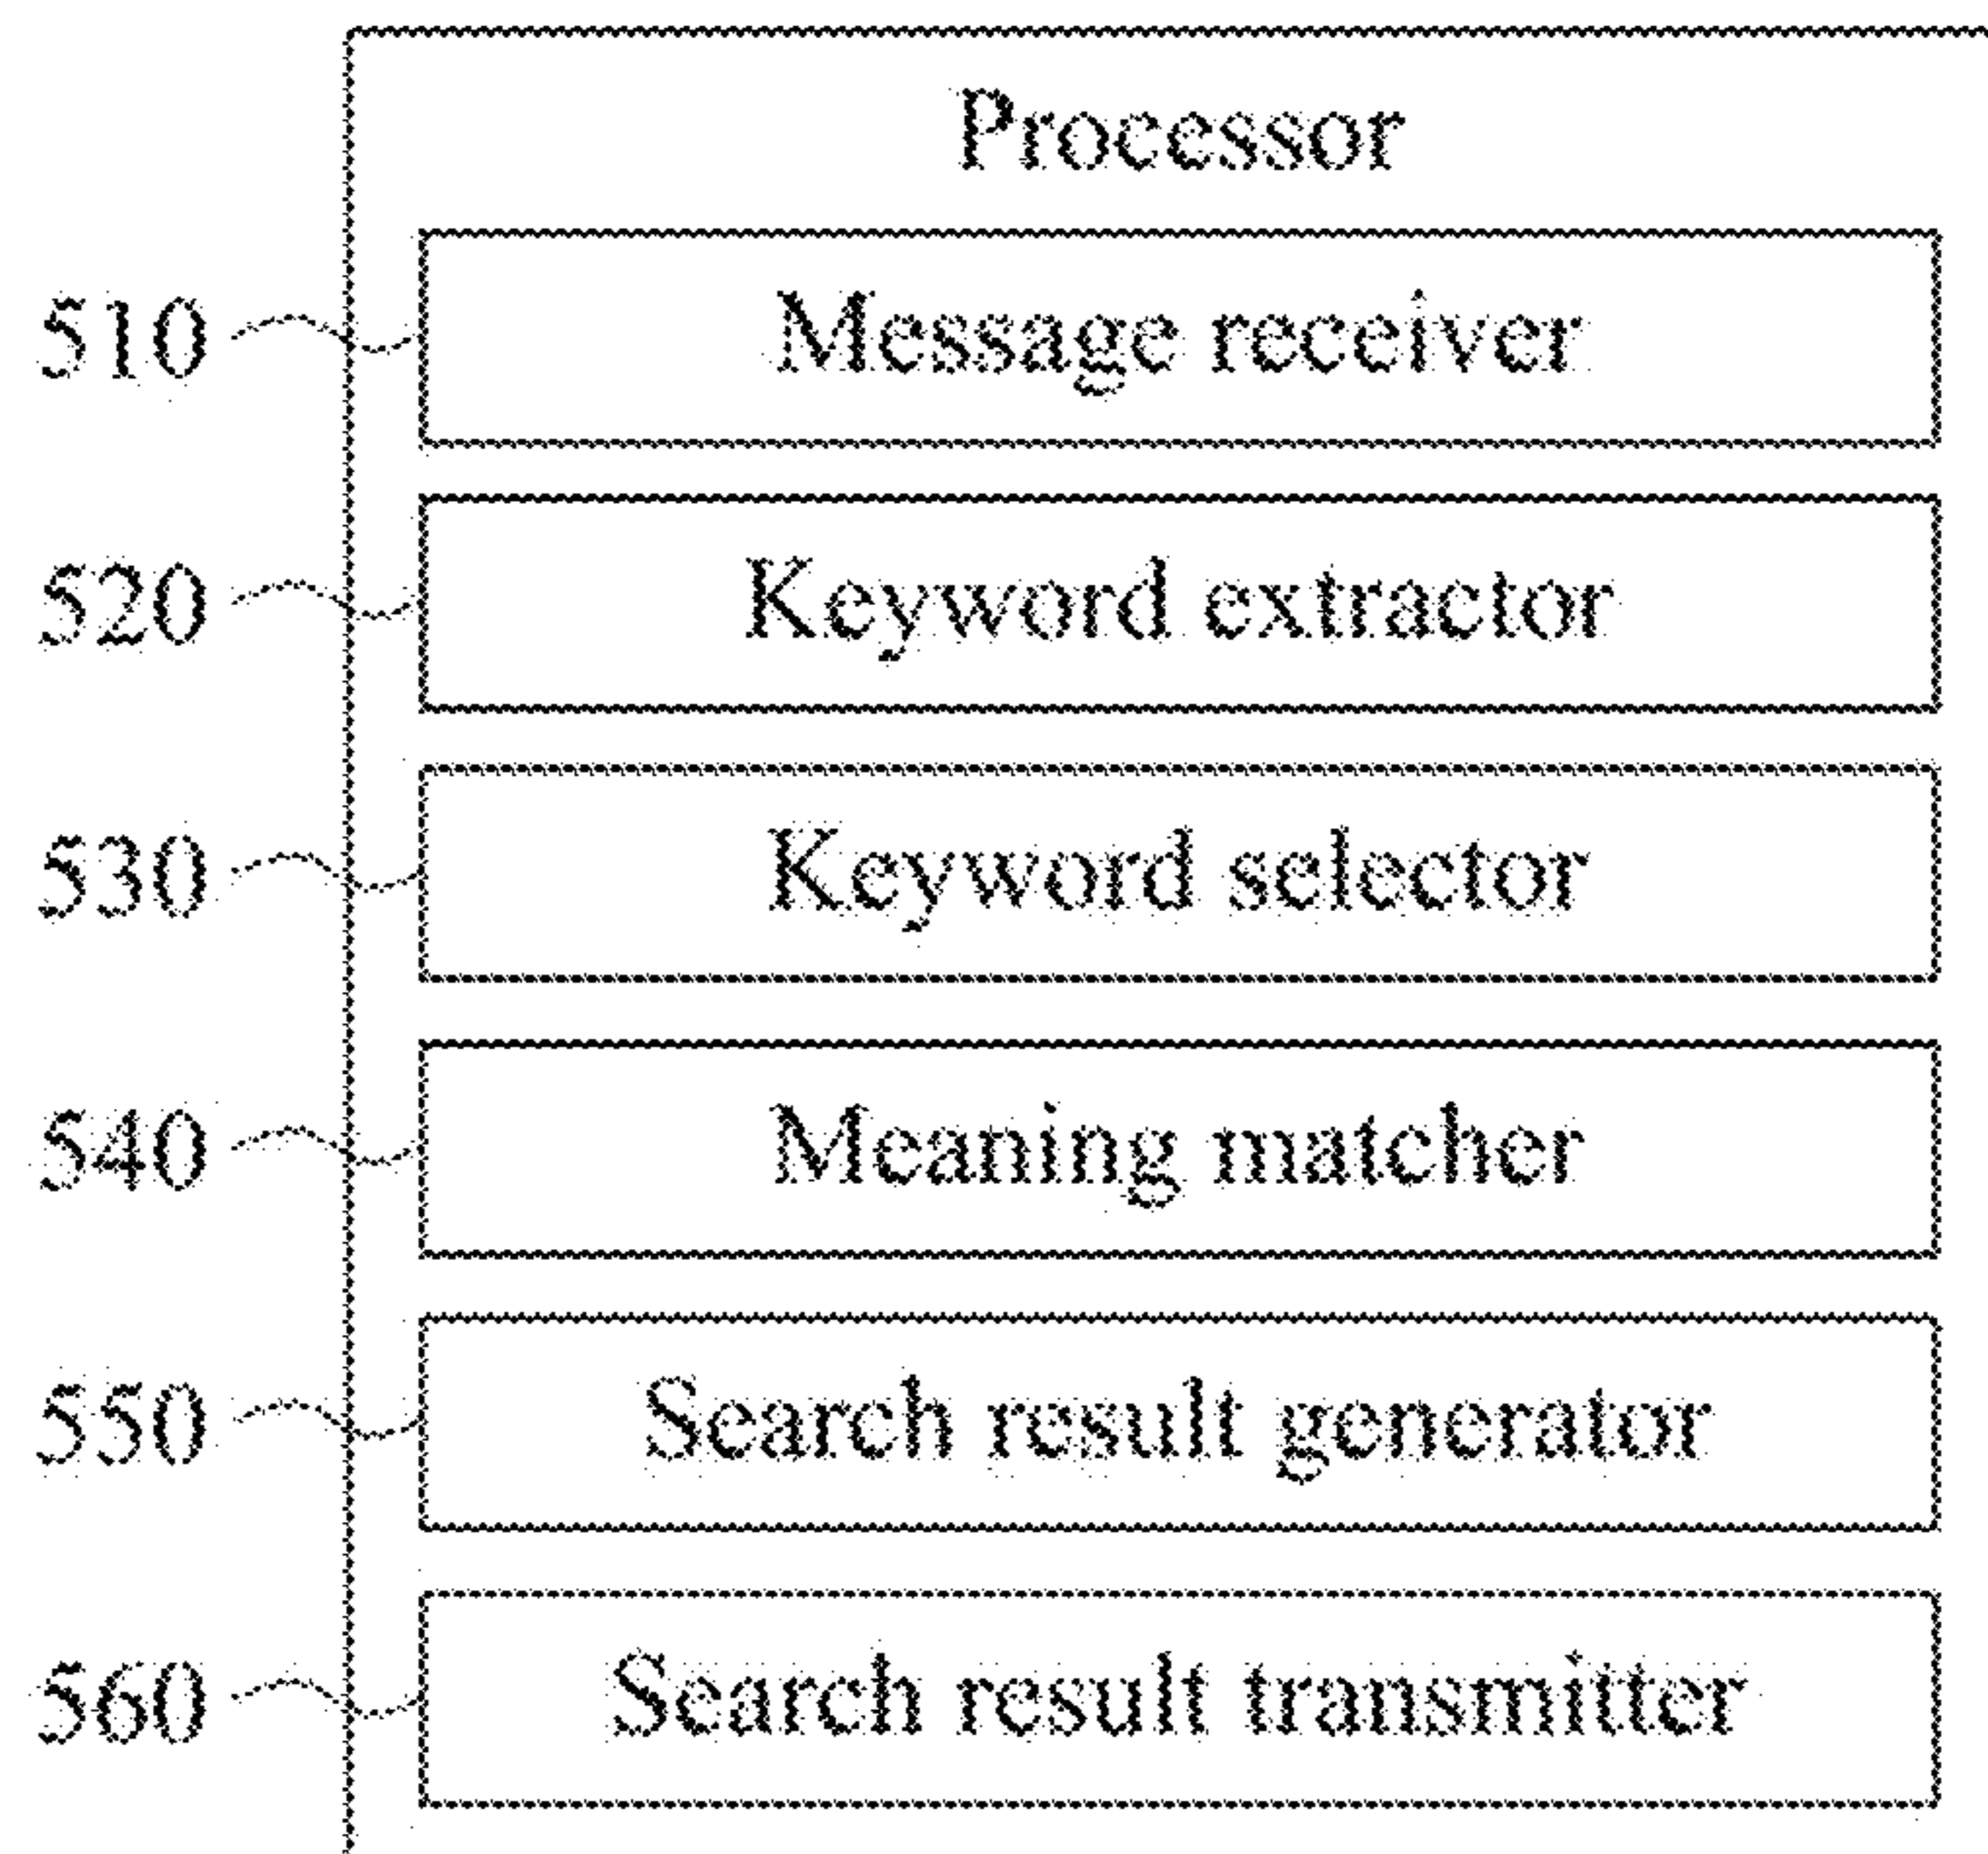 Processor
510 Message receiver
520 Keyword extractor
530 Keyword selector
540 Meaning matcher
550 Search result generator
560 Search result transmitter